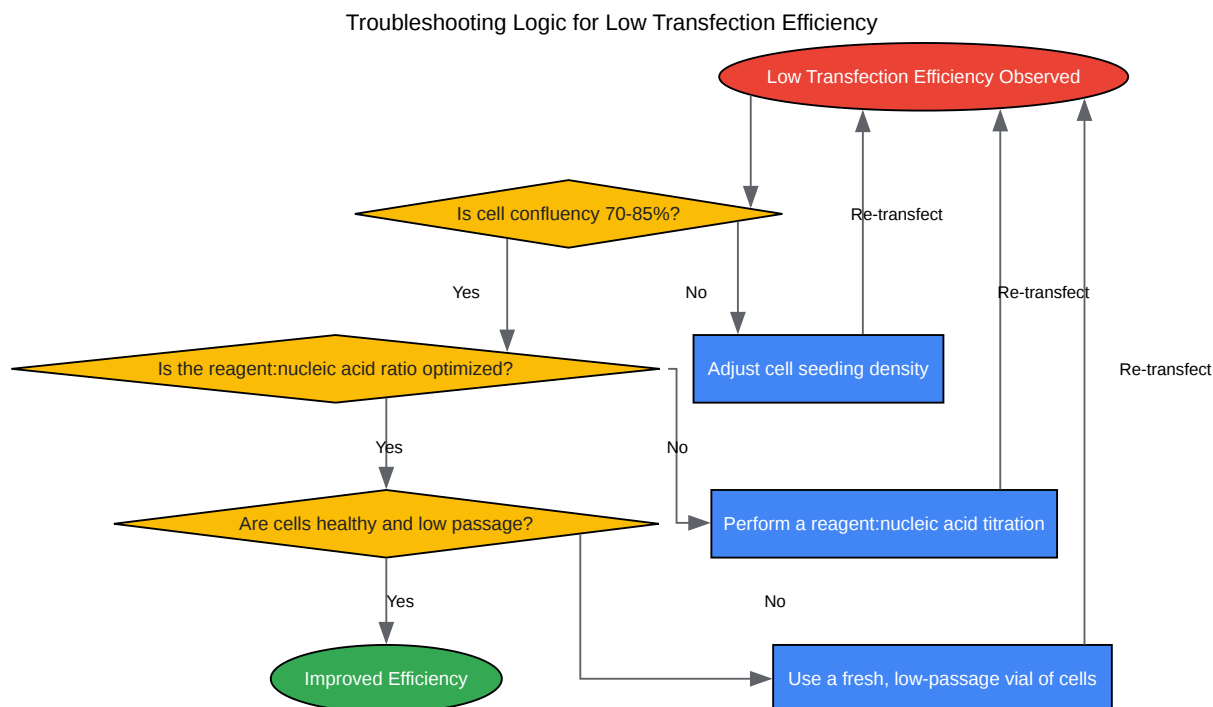 Troubleshooting Logic for Low Transfection Efficiency
Low Transfection Efficiency Observed
Is cell confluency 70-85%?
Re-transfect
Yes
No
Re-transfect
Is the reagent:nucleic acid ratio optimized?
Adjust cell seeding density
Re-transfect
Yes
No
Are cells healthy and low passage?
Perform a reagent:nucleic acid titration
Yes
No
Improved Efficiency
Use a fresh, low-passage vial of cells